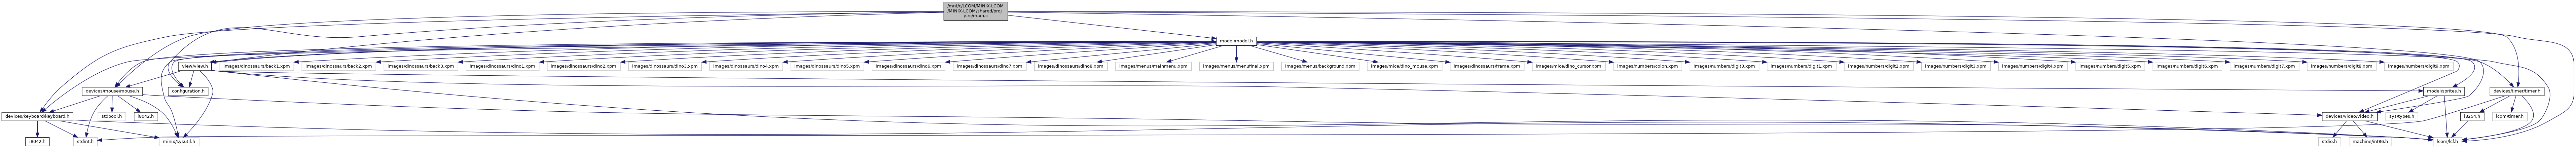 /mnt/c/LCOM/MINIX-LCOM
/MINIX-LCOM/shared/proj
/src/main.c
model/model.h
view/view.h
images/dinossaurs/back1.xpm
images/dinossaurs/back2.xpm
images/dinossaurs/back3.xpm
images/dinossaurs/dino1.xpm
images/dinossaurs/dino2.xpm
images/dinossaurs/dino3.xpm
images/dinossaurs/dino4.xpm
images/dinossaurs/dino5.xpm
images/dinossaurs/dino6.xpm
images/dinossaurs/dino7.xpm
images/dinossaurs/dino8.xpm
images/menus/mainmenu.xpm
images/menus/menufinal.xpm
images/menus/background.xpm
images/mice/dino_mouse.xpm
images/dinossaurs/frame.xpm
images/mice/dino_cursor.xpm
images/numbers/colon.xpm
images/numbers/digit0.xpm
images/numbers/digit1.xpm
images/numbers/digit2.xpm
images/numbers/digit3.xpm
images/numbers/digit4.xpm
images/numbers/digit5.xpm
images/numbers/digit6.xpm
images/numbers/digit7.xpm
images/numbers/digit8.xpm
images/numbers/digit9.xpm
devices/mouse/mouse.h
configuration.h
model/sprites.h
devices/timer/timer.h
devices/keyboard/keyboard.h
stdbool.h
i8042.h
devices/video/video.h
sys/types.h
i8254.h
lcom/timer.h
i8042.h
stdint.h
minix/sysutil.h
stdio.h
machine/int86.h
lcom/lcf.h